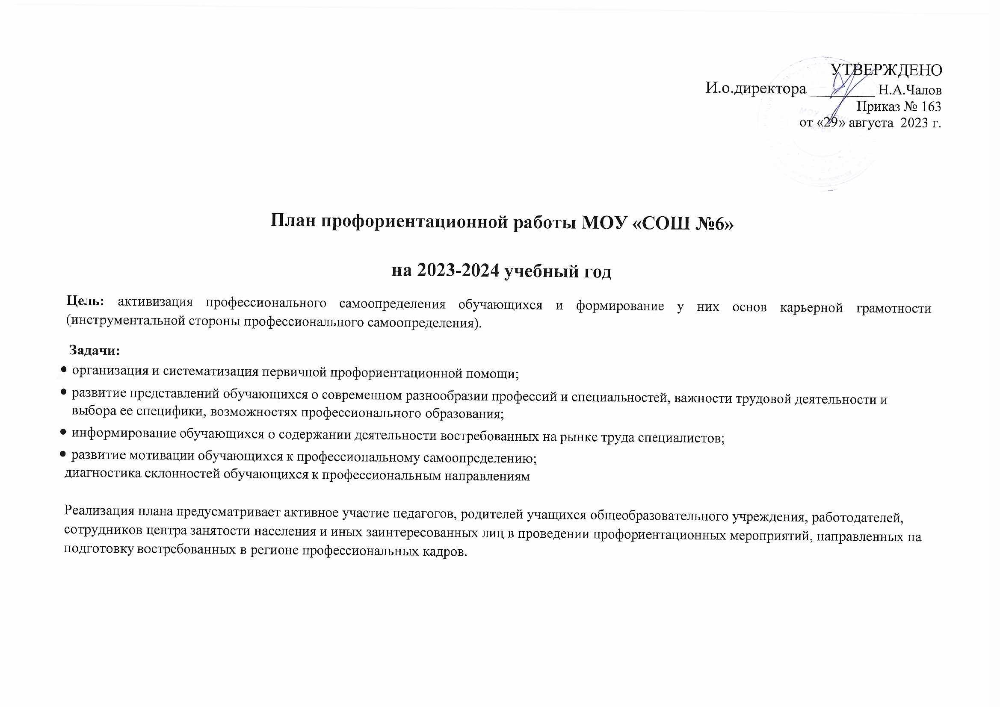 УТВЕРЖДЕНО
И.о.директора _________ Н.А.Чалов
Приказ № 163
от «29» августа 2023 г.
План профориентационной работы МОУ «СОШ №6»
на 2023-2024 учебный год
Цель: активизация профессионального самоопределения обучающихся и формирование у них основ карьерной грамотности
(инструментальной стороны профессионального самоопределения).
Задачи:
• организация и систематизация первичной профориентационной помощи;
• развитие представлений обучающихся о современном разнообразии профессий и специальностей, важности трудовой деятельности и
выбора ее специфики, возможностях профессионального образования;
• информирование обучающихся о содержании деятельности востребованных на рынке труда специалистов;
• развитие мотивации обучающихся к профессиональному самоопределению;
диагностика склонностей обучающихся к профессиональным направлениям
Реализация плана предусматривает активное участие педагогов, родителей учащихся общеобразовательного учреждения, работодателей,
сотрудников центра занятости населения и иных заинтересованных лиц в проведении профориентационных мероприятий, направленных на
подготовку востребованных в регионе профессиональных кадров.